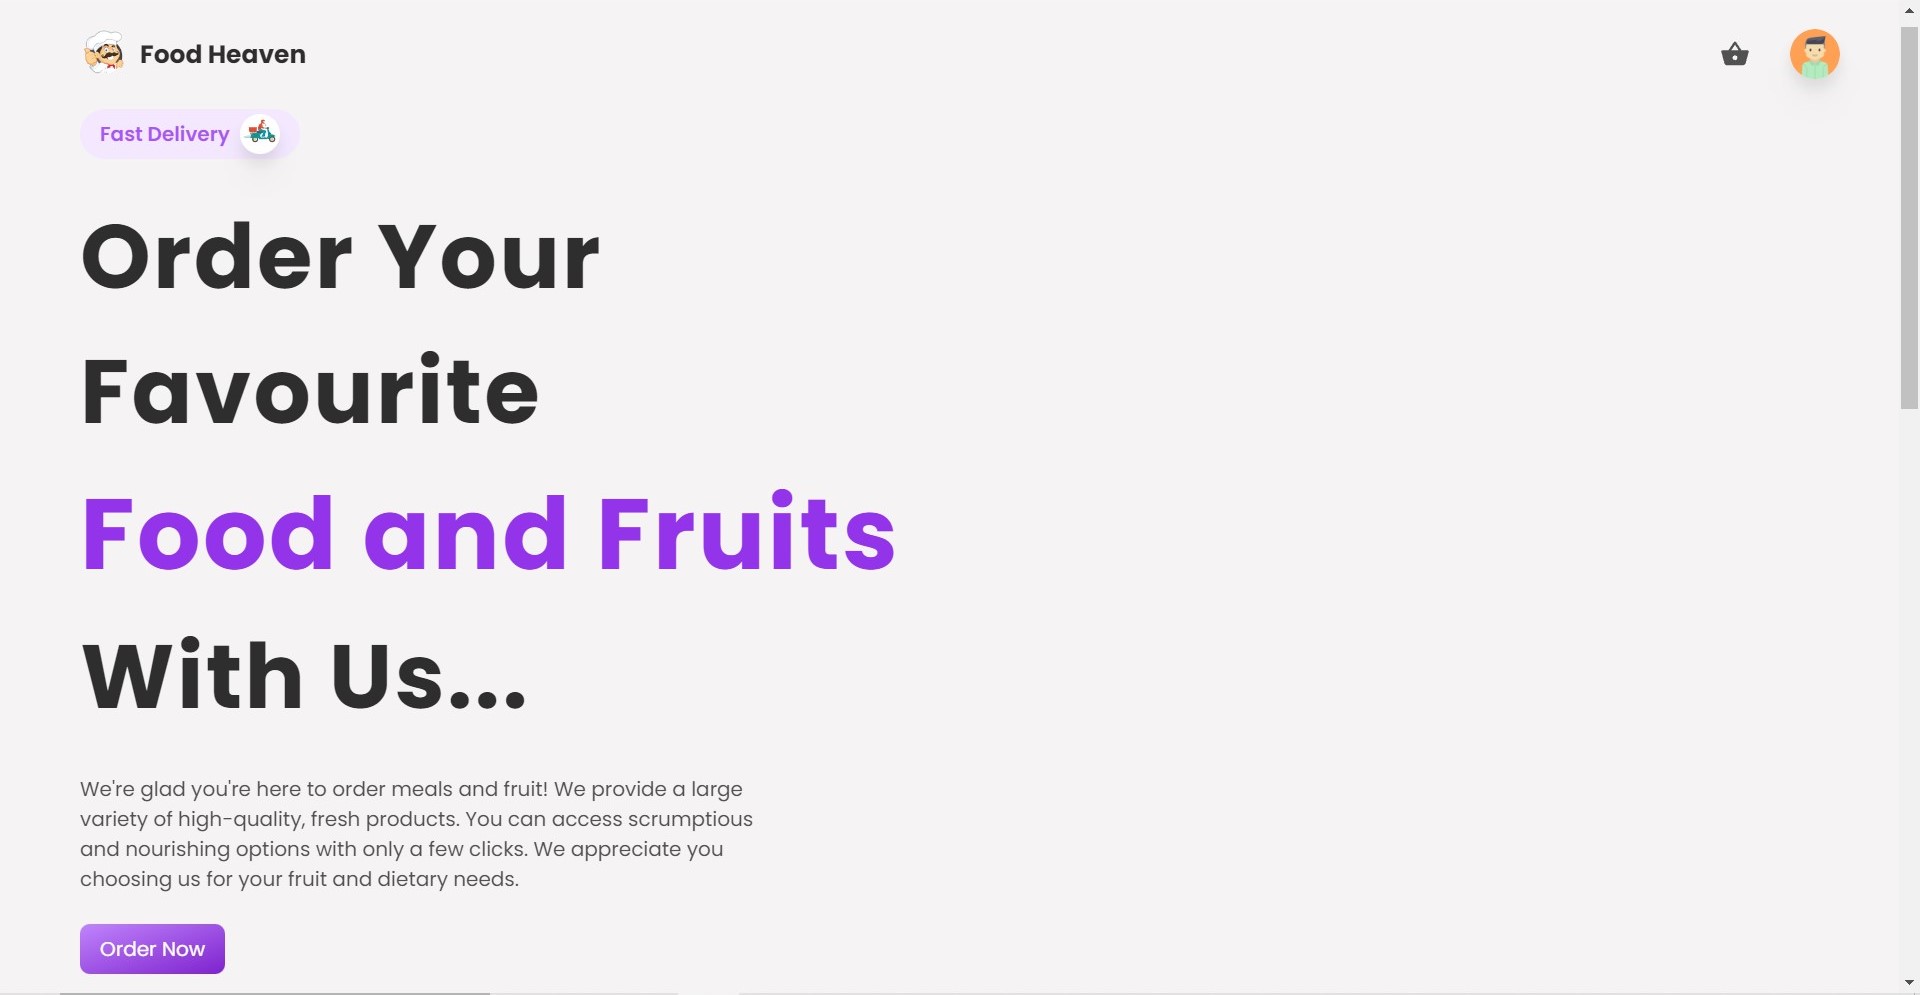 Food Heaven
Fast Delivery
Order Your
Favourite
Food and Fruits
With Us...
We're glad you're here to order meals and fruit! We provide a large
variety of high-quality, fresh products. You can access scrumptious
and nourishing options with only a few clicks. We appreciate you
choosing us for your fruit and dietary needs.
Order Now